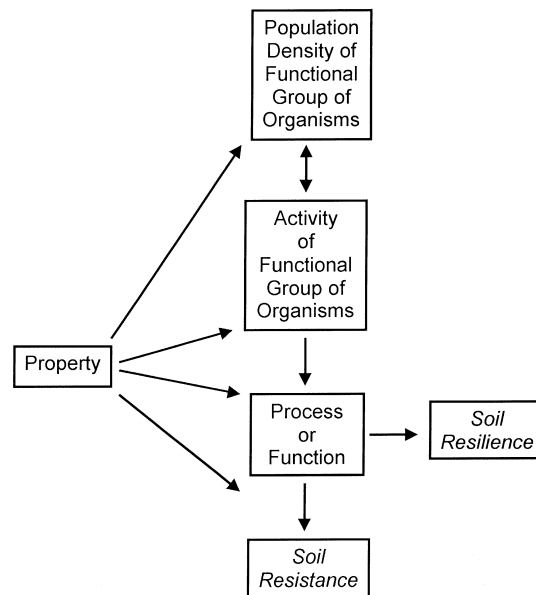 Population
Density of
Functional
Group of
Organisms
Activity
of
Functional
Group of
Organisms
Property
Process
or
Function
Soil
Resilience
Soil
Resistance